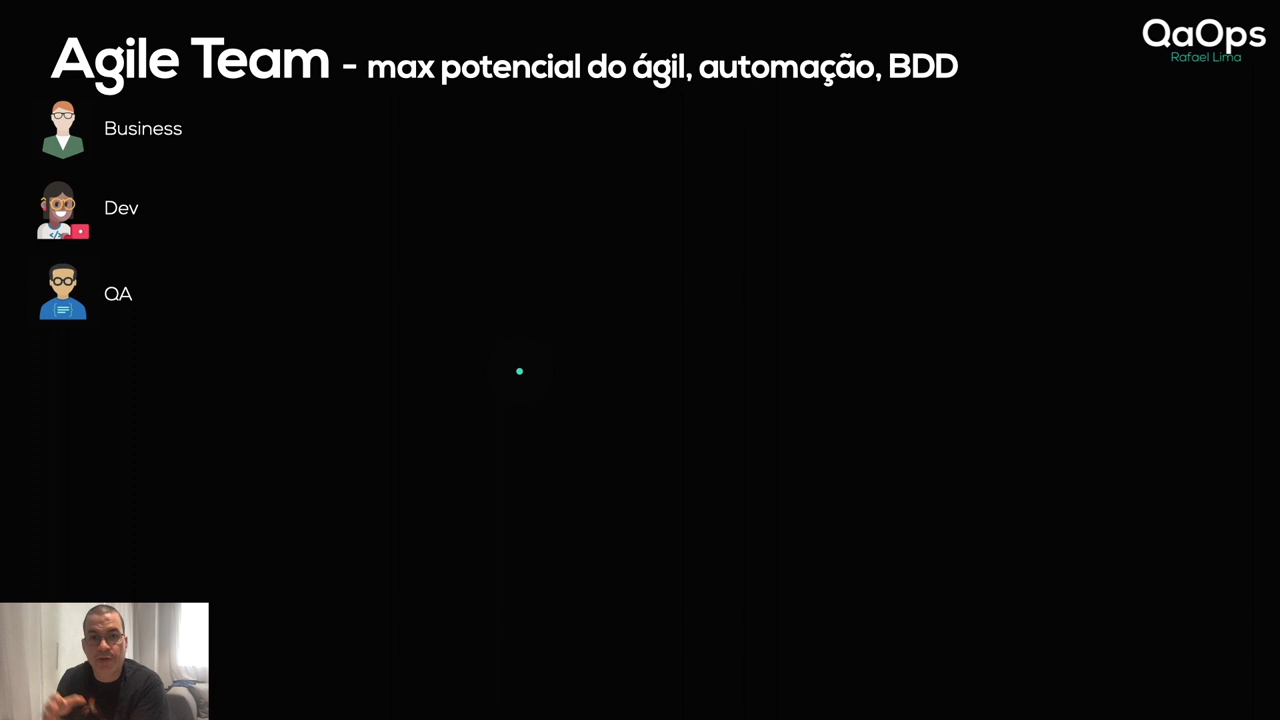 Agile Team - max potencial do ágil, automação, BDD
QaOps
Rafael Lima
Business
Dev
QA